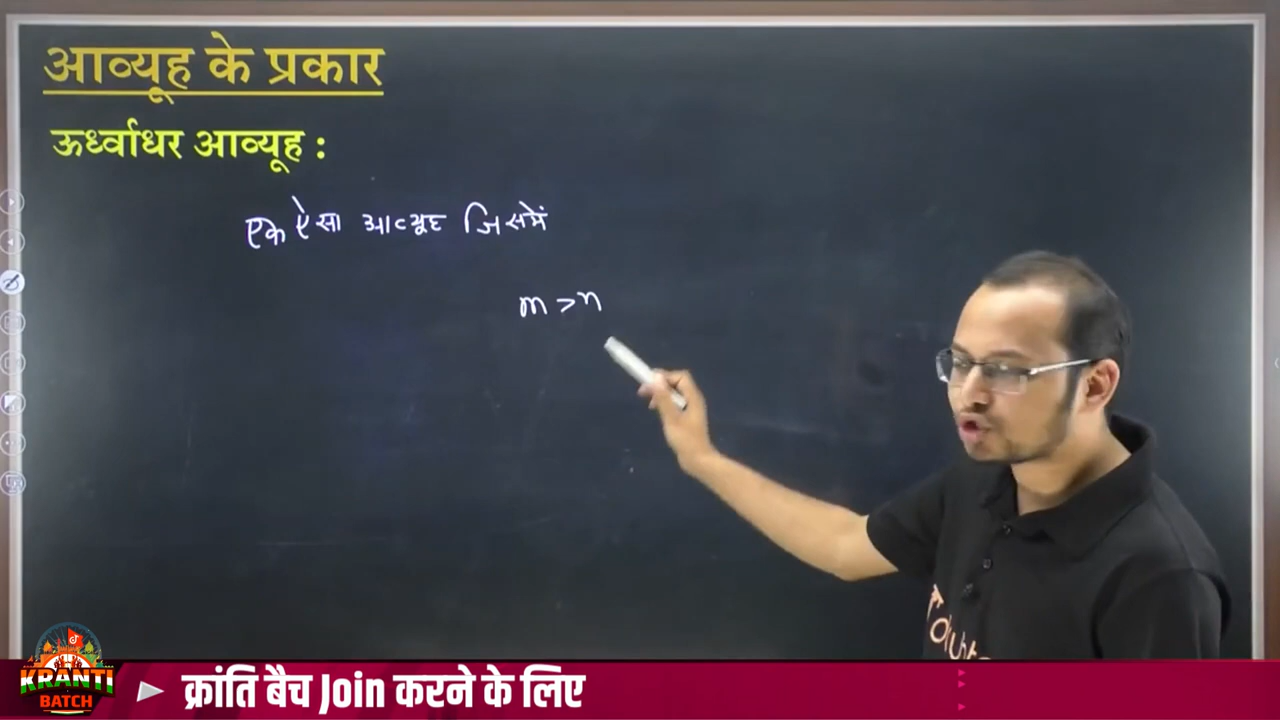 आव्यूह के प्रकार
ऊर्ध्वाधर आव्यूह :
एक ऐसा आव्यूह जिसमें
m > n
KRANTI
BATCH
क्रांति बैच Join करने के लिए